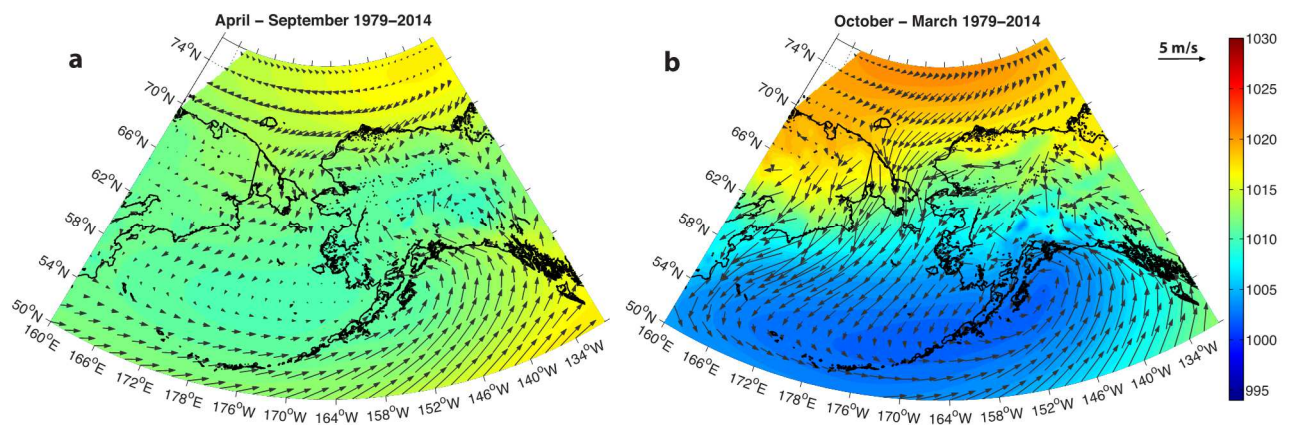 April – September 1979–2014
October – March 1979–2014
a
b
5 m/s
74°N
70°N
66°N
62°N
58°N
54°N
50°N
160°E
166°E
172°E
178°E
176°W
170°W
164°W
158°W
152°W
146°W
140°W
134°W
74°N
70°N
66°N
62°N
58°N
54°N
50°N
160°E
166°E
172°E
178°E
176°W
170°W
164°W
158°W
152°W
146°W
140°W
134°W
1030
1025
1020
1015
1010
1005
1000
995